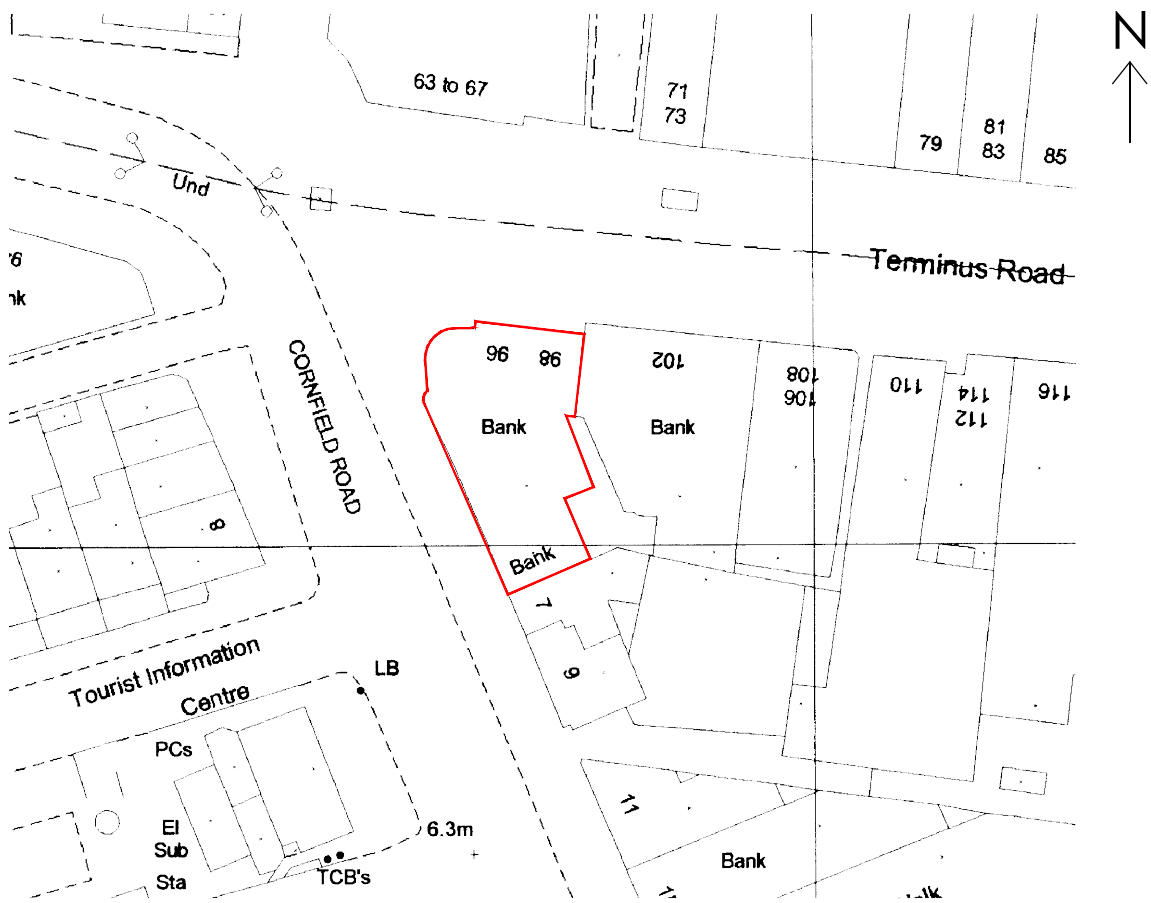 N
63 to 67
71
73
79
81
83
85
Und
Terminus Road
CORNFIELD ROAD
96
98
102
108
106
110
114
112
116
Bank
Bank
8
Bank
7
9
Tourist Information
Centre
LB
PCs
El
Sub
Sta
6.3m
TCB's
11
Bank